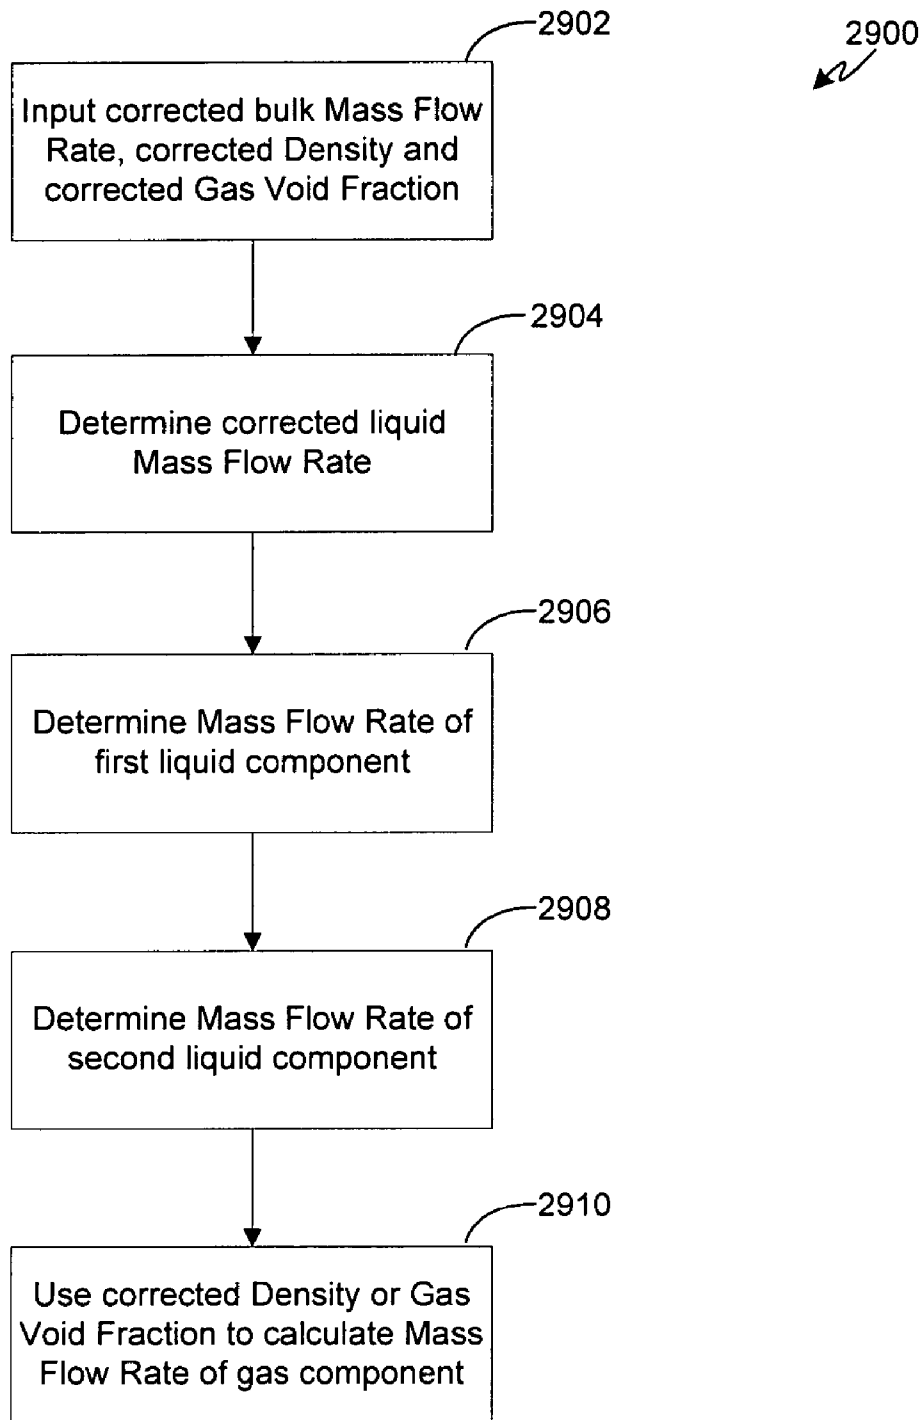 2902
2900
Input corrected bulk Mass Flow
Rate, corrected Density and
corrected Gas Void Fraction
2904
Determine corrected liquid
Mass Flow Rate
2906
Determine Mass Flow Rate of
first liquid component
2908
Determine Mass Flow Rate of
second liquid component
2910
Use corrected Density or Gas
Void Fraction to calculate Mass
Flow Rate of gas component